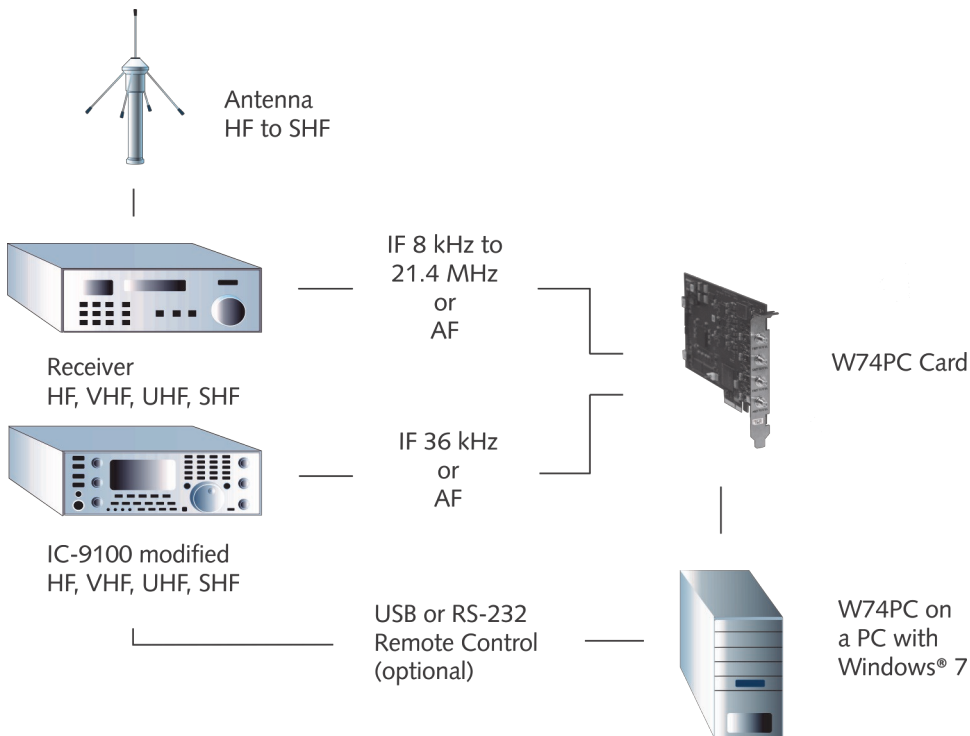 Antenna
HF to SHF
IF 8 kHz to
21.4 MHz
or
AF
Receiver
HF, VHF, UHF, SHF
W74PC Card
IF 36 kHz
or
AF
IC-9100 modified
HF, VHF, UHF, SHF
USB or RS-232
Remote Control
(optional)
W74PC on
a PC with
Windows® 7